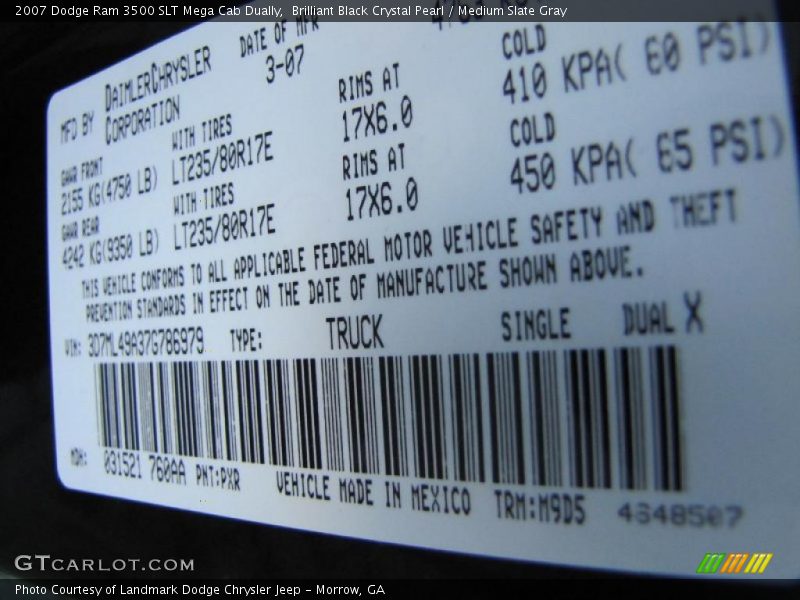 2007 Dodge Ram 3500 SLT Mega Cab Dually, Brilliant Black Crystal Pearl / Medium Slate Gray
MFD BY DAIMLERCHRYSLER CORPORATION
DATE OF MFR
3-07
GAWR FRONT WITH TIRES RIMS AT COLD
2155 KG(4750 LB) LT235/80R17E 17X6.0 410 KPA( 60 PSI)
GAWR REAR WITH TIRES RIMS AT COLD
4242 KG(9350 LB) LT235/80R17E 17X6.0 450 KPA( 65 PSI)
THIS VEHICLE CONFORMS TO ALL APPLICABLE FEDERAL MOTOR VEHICLE SAFETY AND THEFT
PREVENTION STANDARDS IN EFFECT ON THE DATE OF MANUFACTURE SHOWN ABOVE.
VIN: 3D7ML49A37G786979 TYPE: TRUCK SINGLE DUAL X
MDH: 031521 760AA PNT:PXR VEHICLE MADE IN MEXICO TRM:M9D5 4648507
GTCARLOT.COM
Photo Courtesy of Landmark Dodge Chrysler Jeep - Morrow, GA